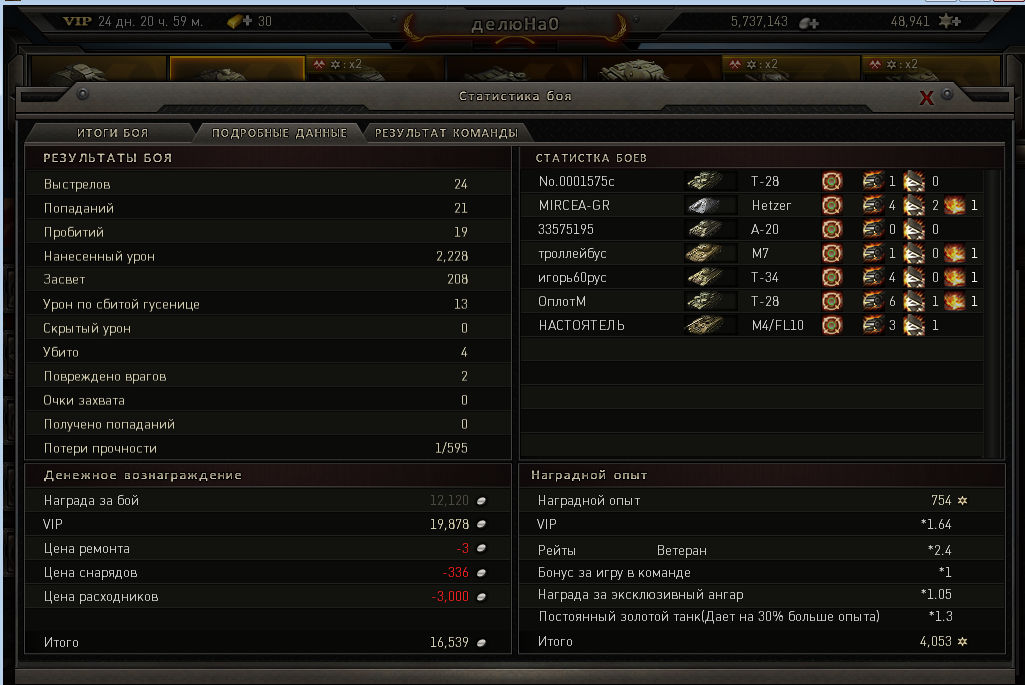 VIP 24 дн. 20 ч. 59 м. + 30 делюНа0 5,737,143 + 48,941 +
:x2 :x2 :x2
Статистика боя X
ИТОГИ БОЯ ПОДРОБНЫЕ ДАННЫЕ РЕЗУЛЬТАТ КОМАНДЫ
РЕЗУЛЬТАТЫ БОЯ
Выстрелов 24
Попаданий 21
Пробитий 19
Нанесенный урон 2,228
Засвет 208
Урон по сбитой гусенице 13
Скрытый урон 0
Убито 4
Повреждено врагов 2
Очки захвата 0
Получено попаданий 0
Потери прочности 1/595
СТАТИСТКА БОЕВ
No.0001575c T-28 1 0
MIRCEA-GR Hetzer 4 2 1
33575195 A-20 0 0
троллейбус M7 1 0 1
игорь60рус T-34 4 0 1
ОплотМ T-28 6 1 1
НАСТОЯТЕЛЬ M4/FL10 3 1
Денежное вознаграждение
Награда за бой 12,120
VIP 19,878
Цена ремонта -3
Цена снарядов -336
Цена расходников -3,000
Итого 16,539
Наградной опыт
Наградной опыт 754
VIP *1.64
Рейты Ветеран *2.4
Бонус за игру в команде *1
Награда за эксклюзивный ангар *1.05
Постоянный золотой танк(Дает на 30% больше опыта) *1.3
Итого 4,053